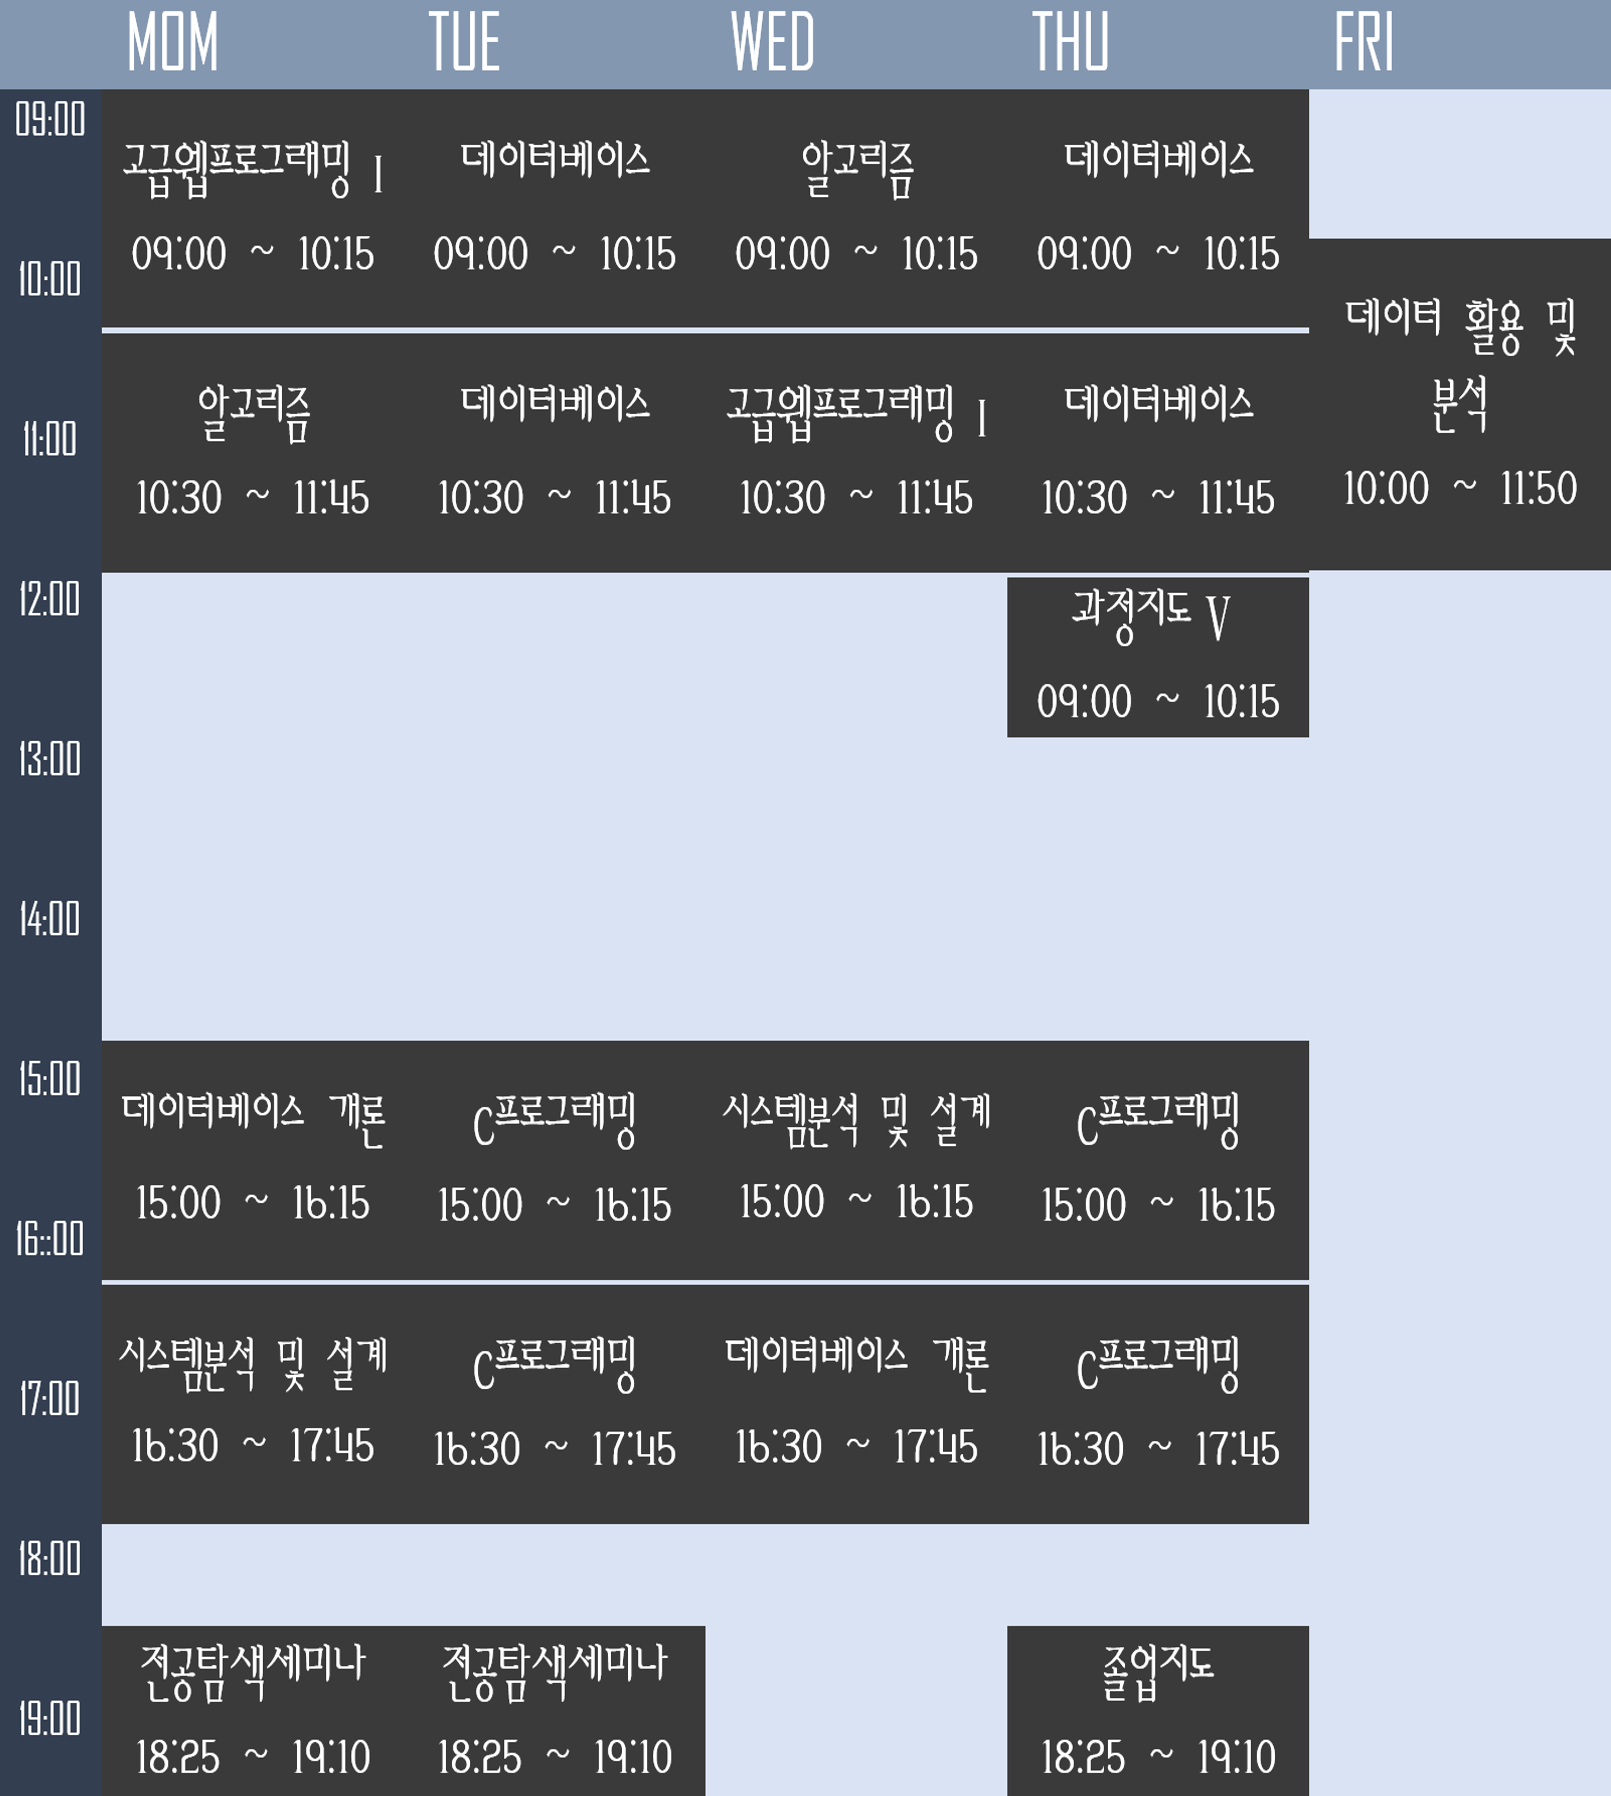 MOM TUE WED THU FRI
09:00
고급웹프로그래밍 I
09:00 ~ 10:15
데이터베이스
09:00 ~ 10:15
알고리즘
09:00 ~ 10:15
데이터베이스
09:00 ~ 10:15
10:00
데이터 활용 및
분석
10:00 ~ 11:50
알고리즘
10:30 ~ 11:45
데이터베이스
10:30 ~ 11:45
고급웹프로그래밍 I
10:30 ~ 11:45
데이터베이스
10:30 ~ 11:45
11:00
12:00
과정지도 V
09:00 ~ 10:15
13:00
14:00
15:00
데이터베이스 개론
15:00 ~ 16:15
C프로그래밍
15:00 ~ 16:15
시스템분석 및 설계
15:00 ~ 16:15
C프로그래밍
15:00 ~ 16:15
16::00
시스템분석 및 설계
16:30 ~ 17:45
C프로그래밍
16:30 ~ 17:45
데이터베이스 개론
16:30 ~ 17:45
C프로그래밍
16:30 ~ 17:45
17:00
18:00
전공탐색세미나
18:25 ~ 19:10
전공탐색세미나
18:25 ~ 19:10
졸업지도
18:25 ~ 19:10
19:00